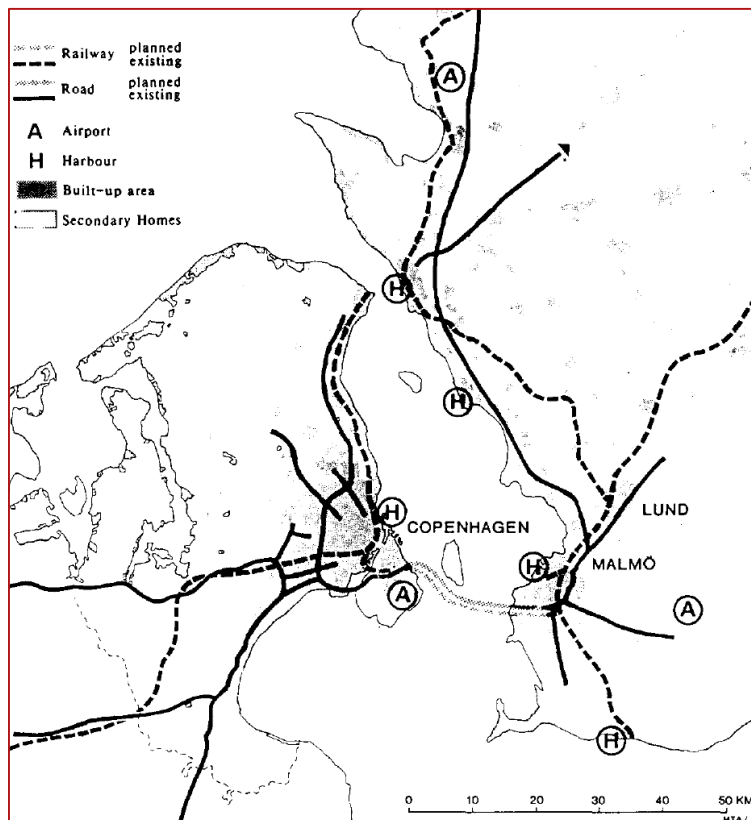 Railway planned
existing
Road planned
existing
A Airport
H Harbour
Built-up area
Secondary Homes
A
H
H
H
COPENHAGEN
LUND
H
MALMÖ
A
A
H
0 10 20 30 40 50 KM